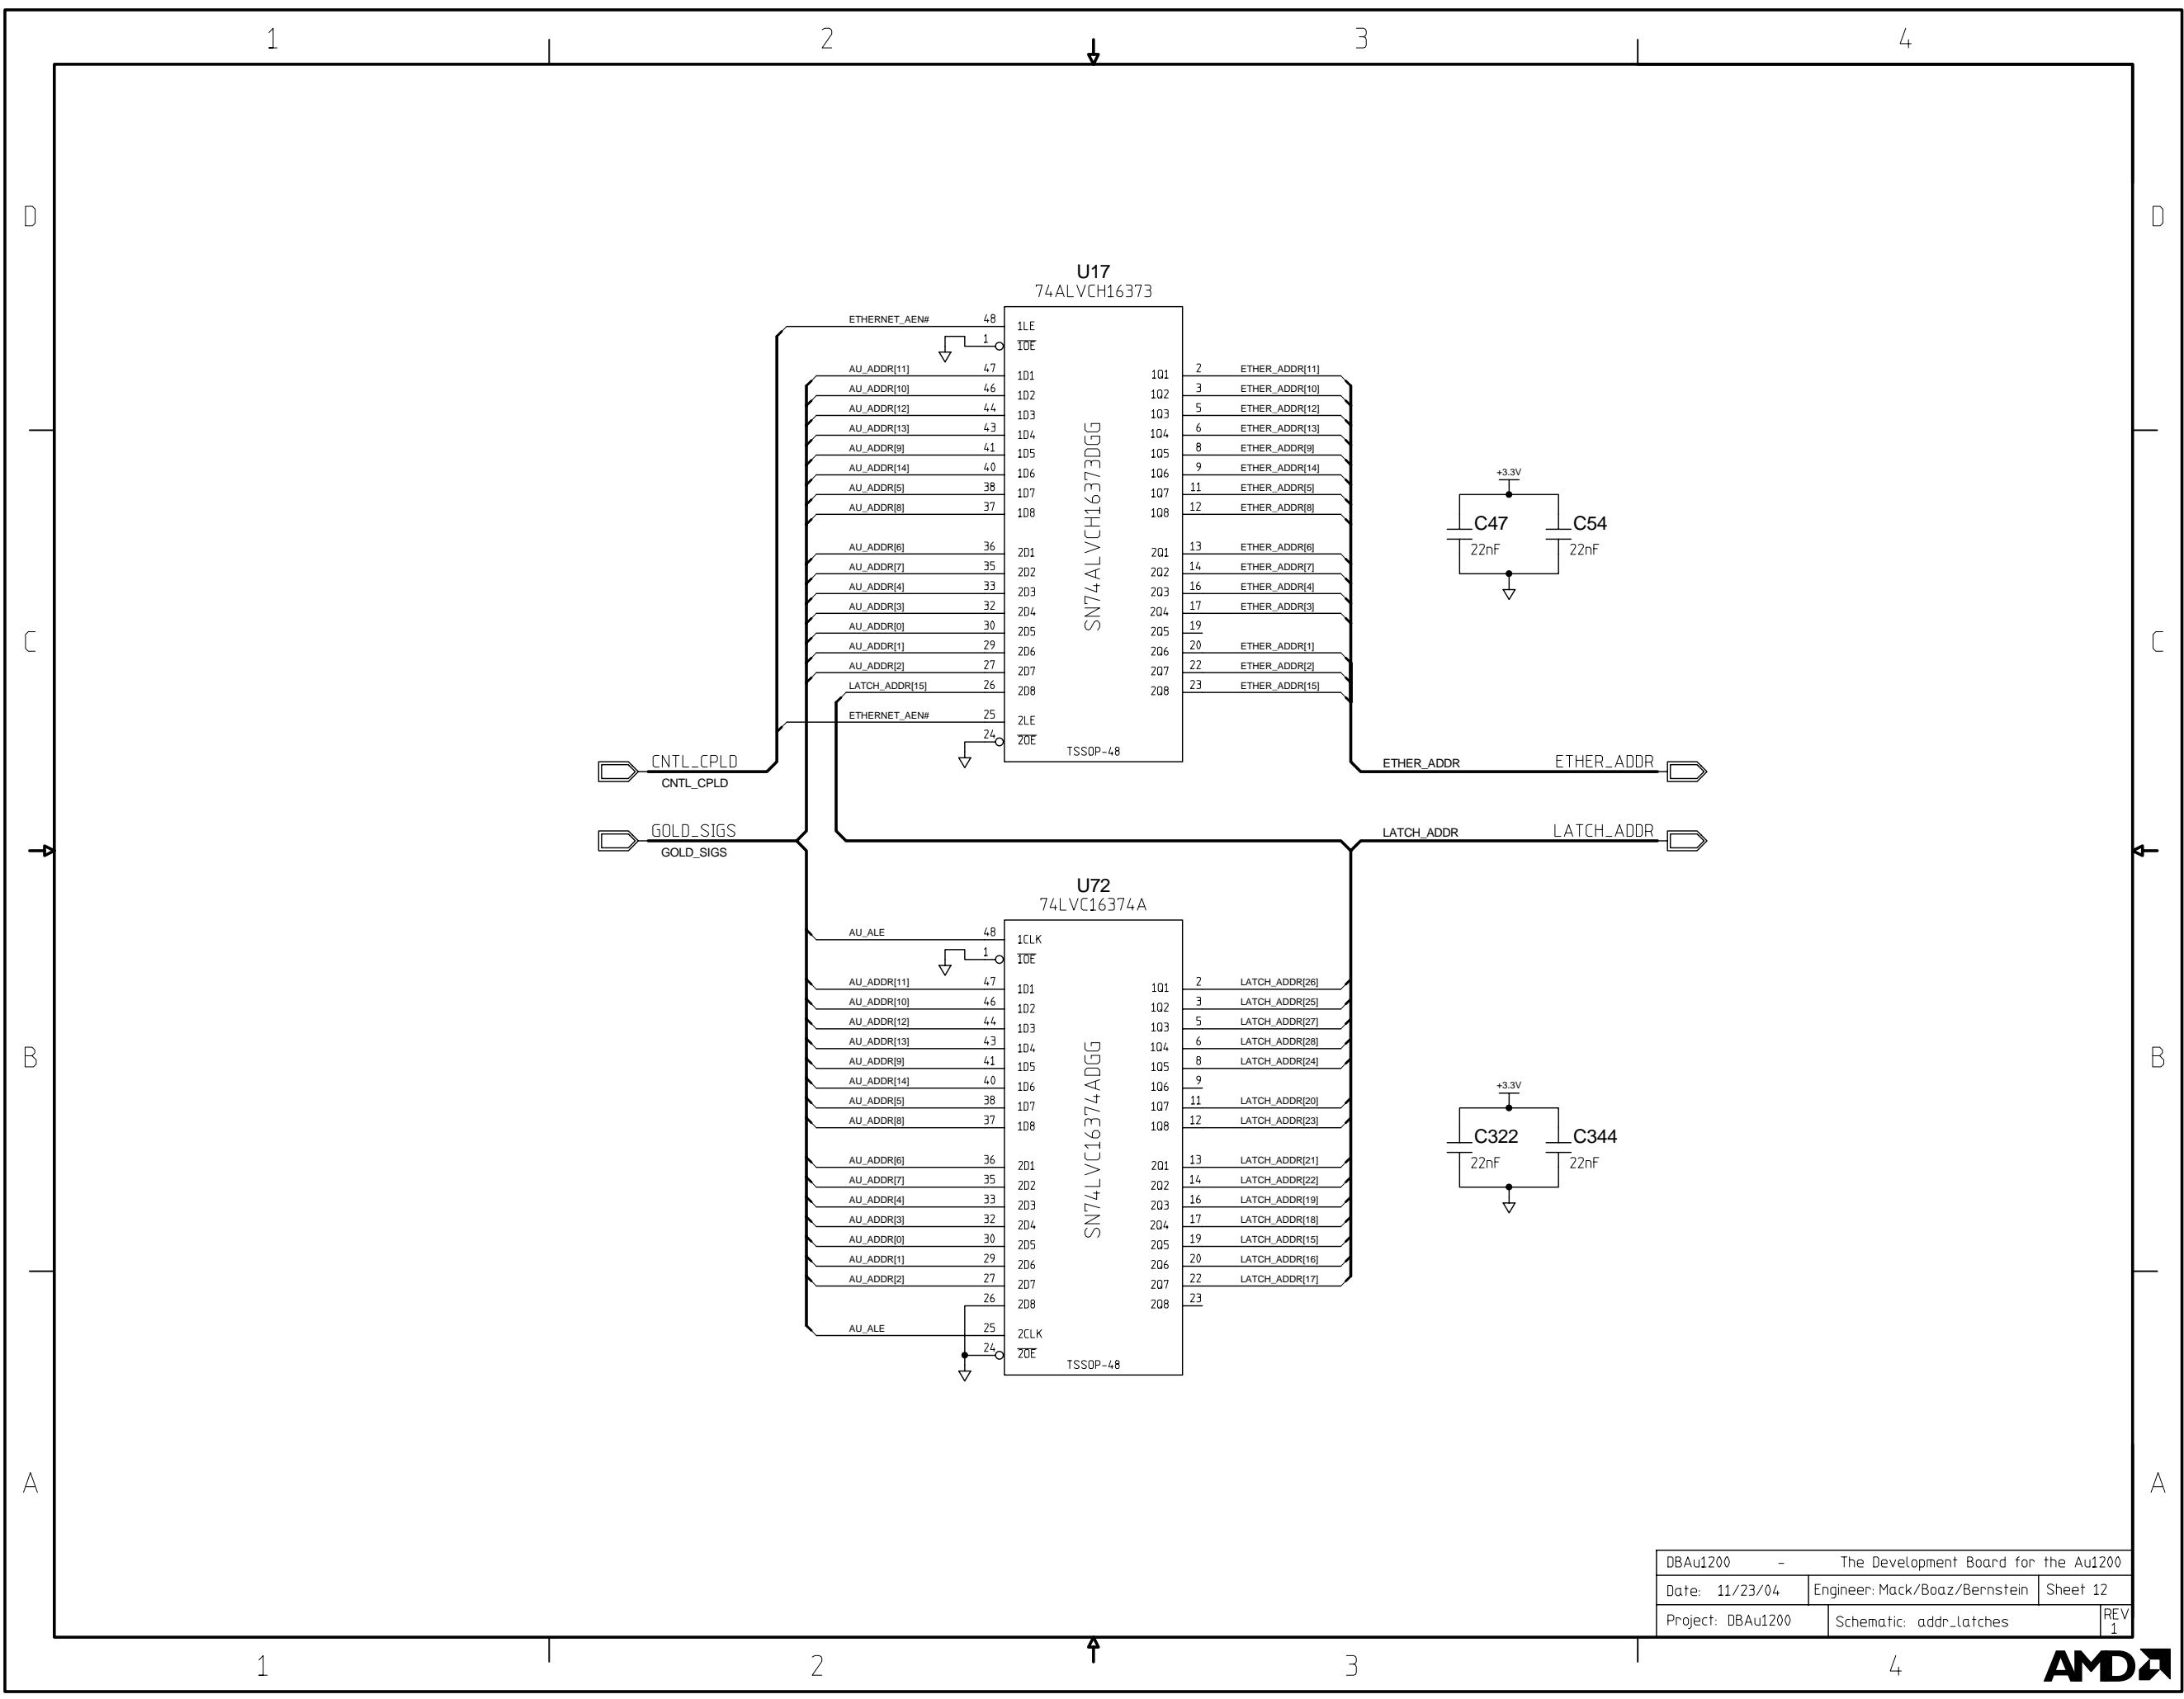 1 2 3 4
D D
U17
74ALVCH16373
ETHERNET_AEN# 48 1LE
1 1OE
AU_ADDR[11] 47 1D1 1Q1 2 ETHER_ADDR[11]
AU_ADDR[10] 46 1D2 1Q2 3 ETHER_ADDR[10]
AU_ADDR[12] 44 1D3 1Q3 5 ETHER_ADDR[12]
AU_ADDR[13] 43 1D4 1Q4 6 ETHER_ADDR[13]
AU_ADDR[9] 41 1D5 1Q5 8 ETHER_ADDR[9]
AU_ADDR[14] 40 1D6 1Q6 9 ETHER_ADDR[14]
AU_ADDR[5] 38 1D7 1Q7 11 ETHER_ADDR[5]
AU_ADDR[8] 37 1D8 1Q8 12 ETHER_ADDR[8]
AU_ADDR[6] 36 2D1 2Q1 13 ETHER_ADDR[6]
AU_ADDR[7] 35 2D2 2Q2 14 ETHER_ADDR[7]
AU_ADDR[4] 33 2D3 2Q3 16 ETHER_ADDR[4]
AU_ADDR[3] 32 2D4 2Q4 17 ETHER_ADDR[3]
AU_ADDR[0] 30 2D5 2Q5 19
AU_ADDR[1] 29 2D6 2Q6 20 ETHER_ADDR[1]
AU_ADDR[2] 27 2D7 2Q7 22 ETHER_ADDR[2]
LATCH_ADDR[15] 26 2D8 2Q8 23 ETHER_ADDR[15]
ETHERNET_AEN# 25 2LE
24 2OE
SN74ALVCH16373DGG
TSSOP-48
+3.3V
C47 C54
22nF 22nF
C C
CNTL_CPLD
CNTL_CPLD
ETHER_ADDR ETHER_ADDR
GOLD_SIGS
GOLD_SIGS
LATCH_ADDR LATCH_ADDR
U72
74LVC16374A
AU_ALE 48 1CLK
1 1OE
AU_ADDR[11] 47 1D1 1Q1 2 LATCH_ADDR[26]
AU_ADDR[10] 46 1D2 1Q2 3 LATCH_ADDR[25]
AU_ADDR[12] 44 1D3 1Q3 5 LATCH_ADDR[27]
AU_ADDR[13] 43 1D4 1Q4 6 LATCH_ADDR[28]
AU_ADDR[9] 41 1D5 1Q5 8 LATCH_ADDR[24]
AU_ADDR[14] 40 1D6 1Q6 9
AU_ADDR[5] 38 1D7 1Q7 11 LATCH_ADDR[20]
AU_ADDR[8] 37 1D8 1Q8 12 LATCH_ADDR[23]
AU_ADDR[6] 36 2D1 2Q1 13 LATCH_ADDR[21]
AU_ADDR[7] 35 2D2 2Q2 14 LATCH_ADDR[22]
AU_ADDR[4] 33 2D3 2Q3 16 LATCH_ADDR[19]
AU_ADDR[3] 32 2D4 2Q4 17 LATCH_ADDR[18]
AU_ADDR[0] 30 2D5 2Q5 19 LATCH_ADDR[15]
AU_ADDR[1] 29 2D6 2Q6 20 LATCH_ADDR[16]
AU_ADDR[2] 27 2D7 2Q7 22 LATCH_ADDR[17]
26 2D8 2Q8 23
AU_ALE 25 2CLK
24 2OE
SN74LVC16374ADGG
TSSOP-48
+3.3V
C322 C344
22nF 22nF
B B
A A
DBAu1200 - The Development Board for the Au1200
Date: 11/23/04 Engineer: Mack/Boaz/Bernstein Sheet 12
Project: DBAu1200 Schematic: addr_latches REV 1
1 2 3 4
AMD